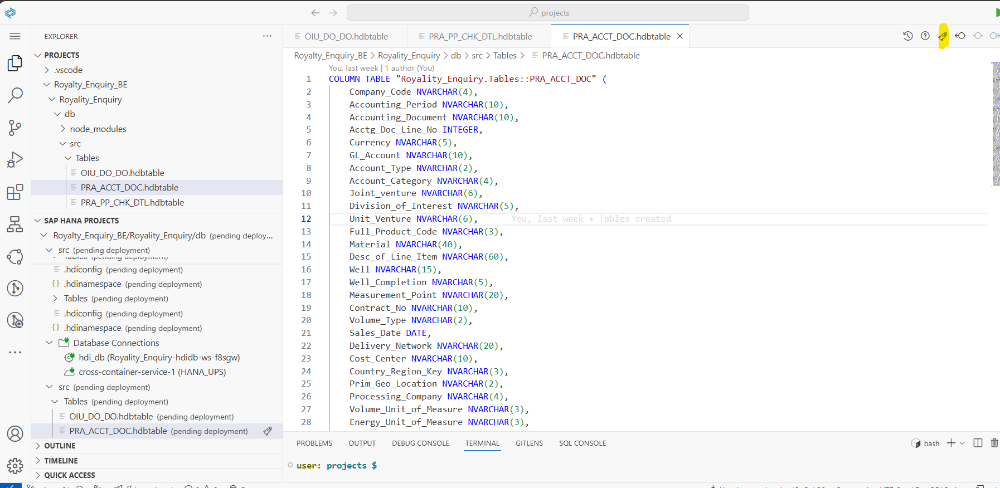 projects
EXPLORER
PROJECTS
.vscode
Royalty_Enquiry_BE
Royality_Enquiry
db
node_modules
src
Tables
OIU_DO_DO.hdbtable
PRA_ACCT_DOC.hdbtable
PRA_PP_CHK_DTL.hdbtable
SAP HANA PROJECTS
Royalty_Enquiry_BE/Royality_Enquiry/db (pending deploy...
src (pending deployment)
Tables (pending deployment)
.hdiconfig (pending deployment)
.hdinamespace (pending deployment)
Tables (pending deployment)
.hdiconfig (pending deployment)
.hdinamespace (pending deployment)
Database Connections
hdi_db (Royality_Enquiry-hdidb-ws-f8sgw)
cross-container-service-1 (HANA_UPS)
src (pending deployment)
Tables (pending deployment)
OIU_DO_DO.hdbtable (pending deployment)
PRA_ACCT_DOC.hdbtable (pending deployment)
OUTLINE
TIMELINE
QUICK ACCESS
OIU_DO_DO.hdbtable PRA_PP_CHK_DTL.hdbtable PRA_ACCT_DOC.hdbtable
Royalty_Enquiry_BE > Royality_Enquiry > db > src > Tables > PRA_ACCT_DOC.hdbtable
You, last week | 1 author (You)
1 COLUMN TABLE "Royality_Enquiry.Tables::PRA_ACCT_DOC" (
2 Company_Code NVARCHAR(4),
3 Accounting_Period NVARCHAR(10),
4 Accounting_Document NVARCHAR(10),
5 Acctg_Doc_Line_No INTEGER,
6 Currency NVARCHAR(5),
7 GL_Account NVARCHAR(10),
8 Account_Type NVARCHAR(2),
9 Account_Category NVARCHAR(4),
10 Joint_venture NVARCHAR(6),
11 Division_of_Interest NVARCHAR(5),
12 Unit_Venture NVARCHAR(6), You, last week • Tables created
13 Full_Product_Code NVARCHAR(3),
14 Material NVARCHAR(40),
15 Desc_of_Line_Item NVARCHAR(60),
16 Well NVARCHAR(15),
17 Well_Completion NVARCHAR(5),
18 Measurement_Point NVARCHAR(20),
19 Contract_No NVARCHAR(10),
20 Volume_Type NVARCHAR(2),
21 Sales_Date DATE,
22 Delivery_Network NVARCHAR(20),
23 Cost_Center NVARCHAR(10),
24 Country_Region_Key NVARCHAR(3),
25 Prim_Geo_Location NVARCHAR(2),
26 Processing_Company NVARCHAR(4),
27 Volume_Unit_of_Measure NVARCHAR(3),
28 Energy_Unit_of_Measure NVARCHAR(3),
PROBLEMS OUTPUT DEBUG CONSOLE TERMINAL GITLENS SQL CONSOLE
bash
user: projects $